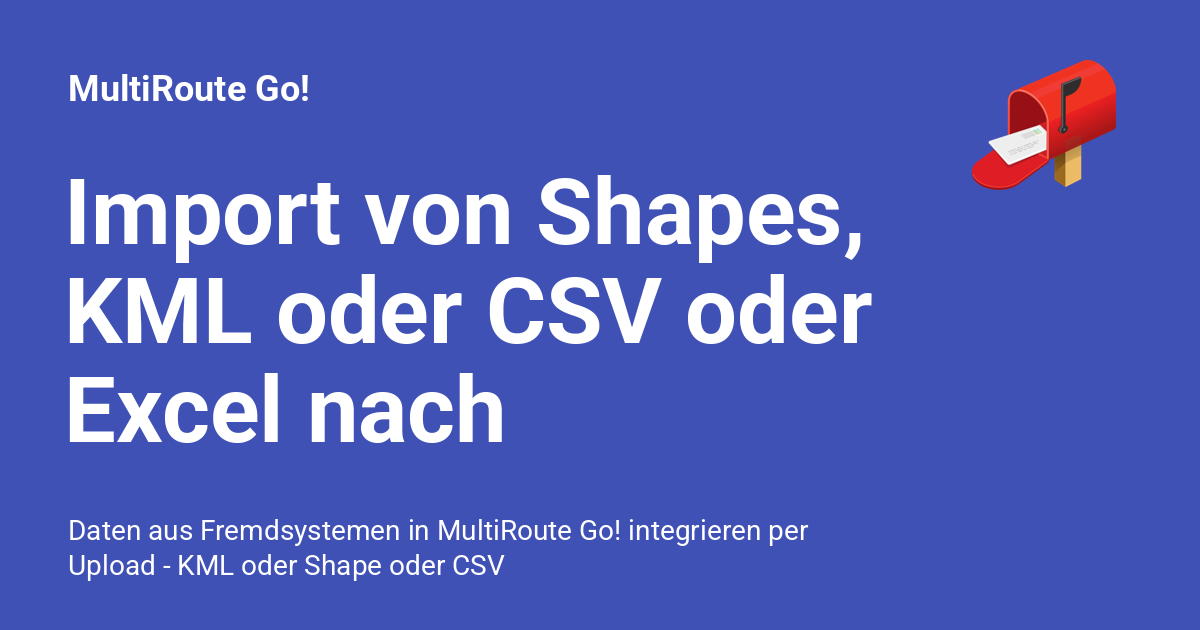 MultiRoute Go!
Import von Shapes,
KML oder CSV oder
Excel nach
Daten aus Fremdsystemen in MultiRoute Go! integrieren per
Upload - KML oder Shape oder CSV